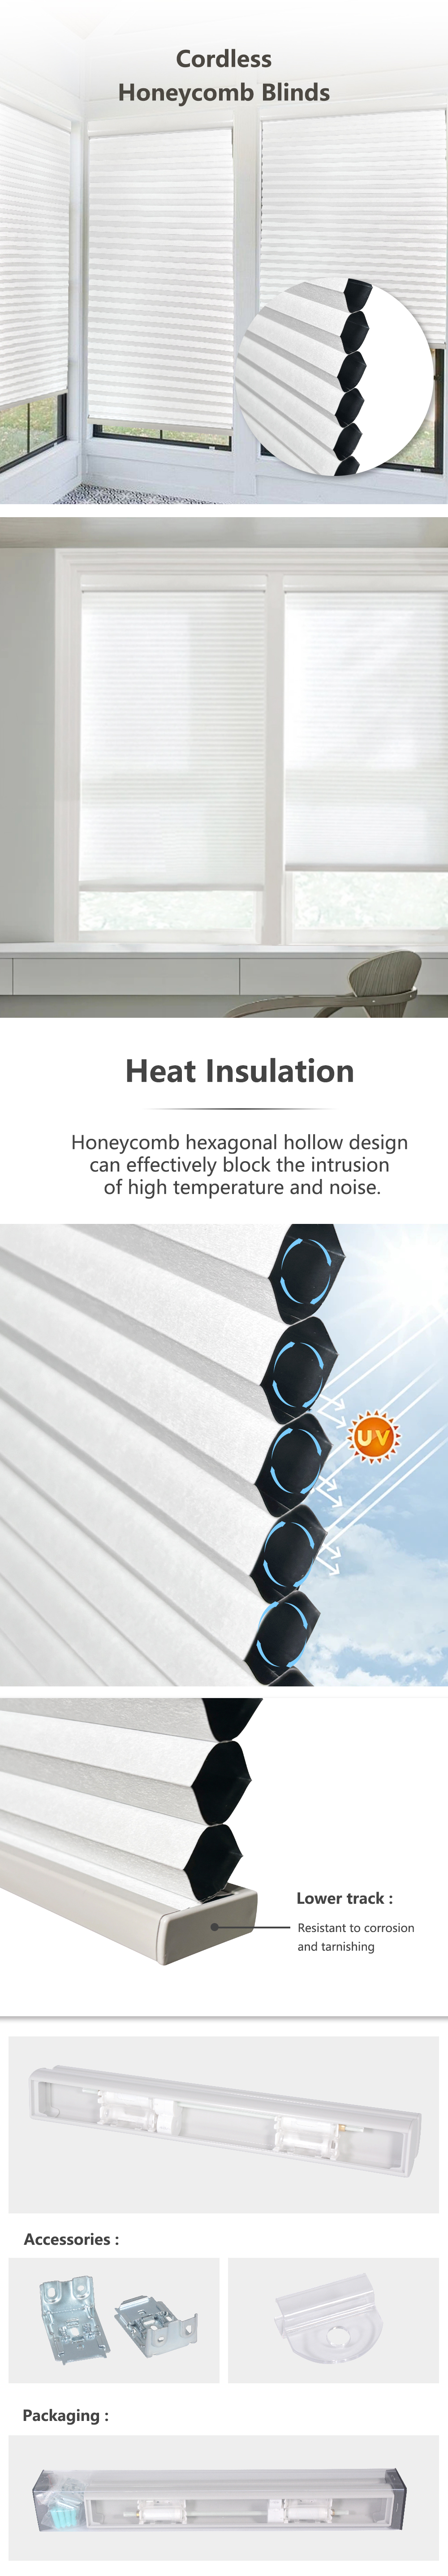 Cordless
Honeycomb Blinds
Heat Insulation
Honeycomb hexagonal hollow design
can effectively block the intrusion
of high temperature and noise.
UV
Lower track :
Resistant to corrosion
and tarnishing
Accessories :
Packaging :